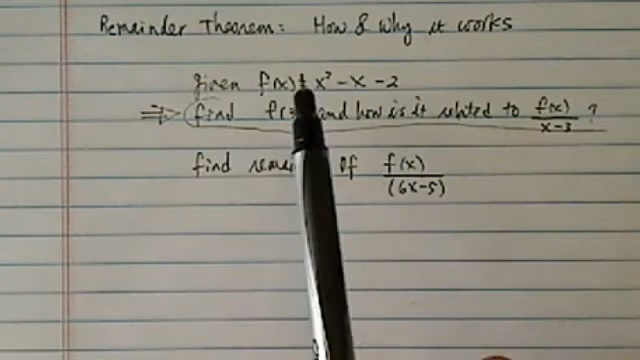 Remainder Theorem: How & Why it works
given f(x) = x² - x - 2
=> find f(3 and how is it related to f(x)/(x-3) ?
find of f(x)/(6x-5)